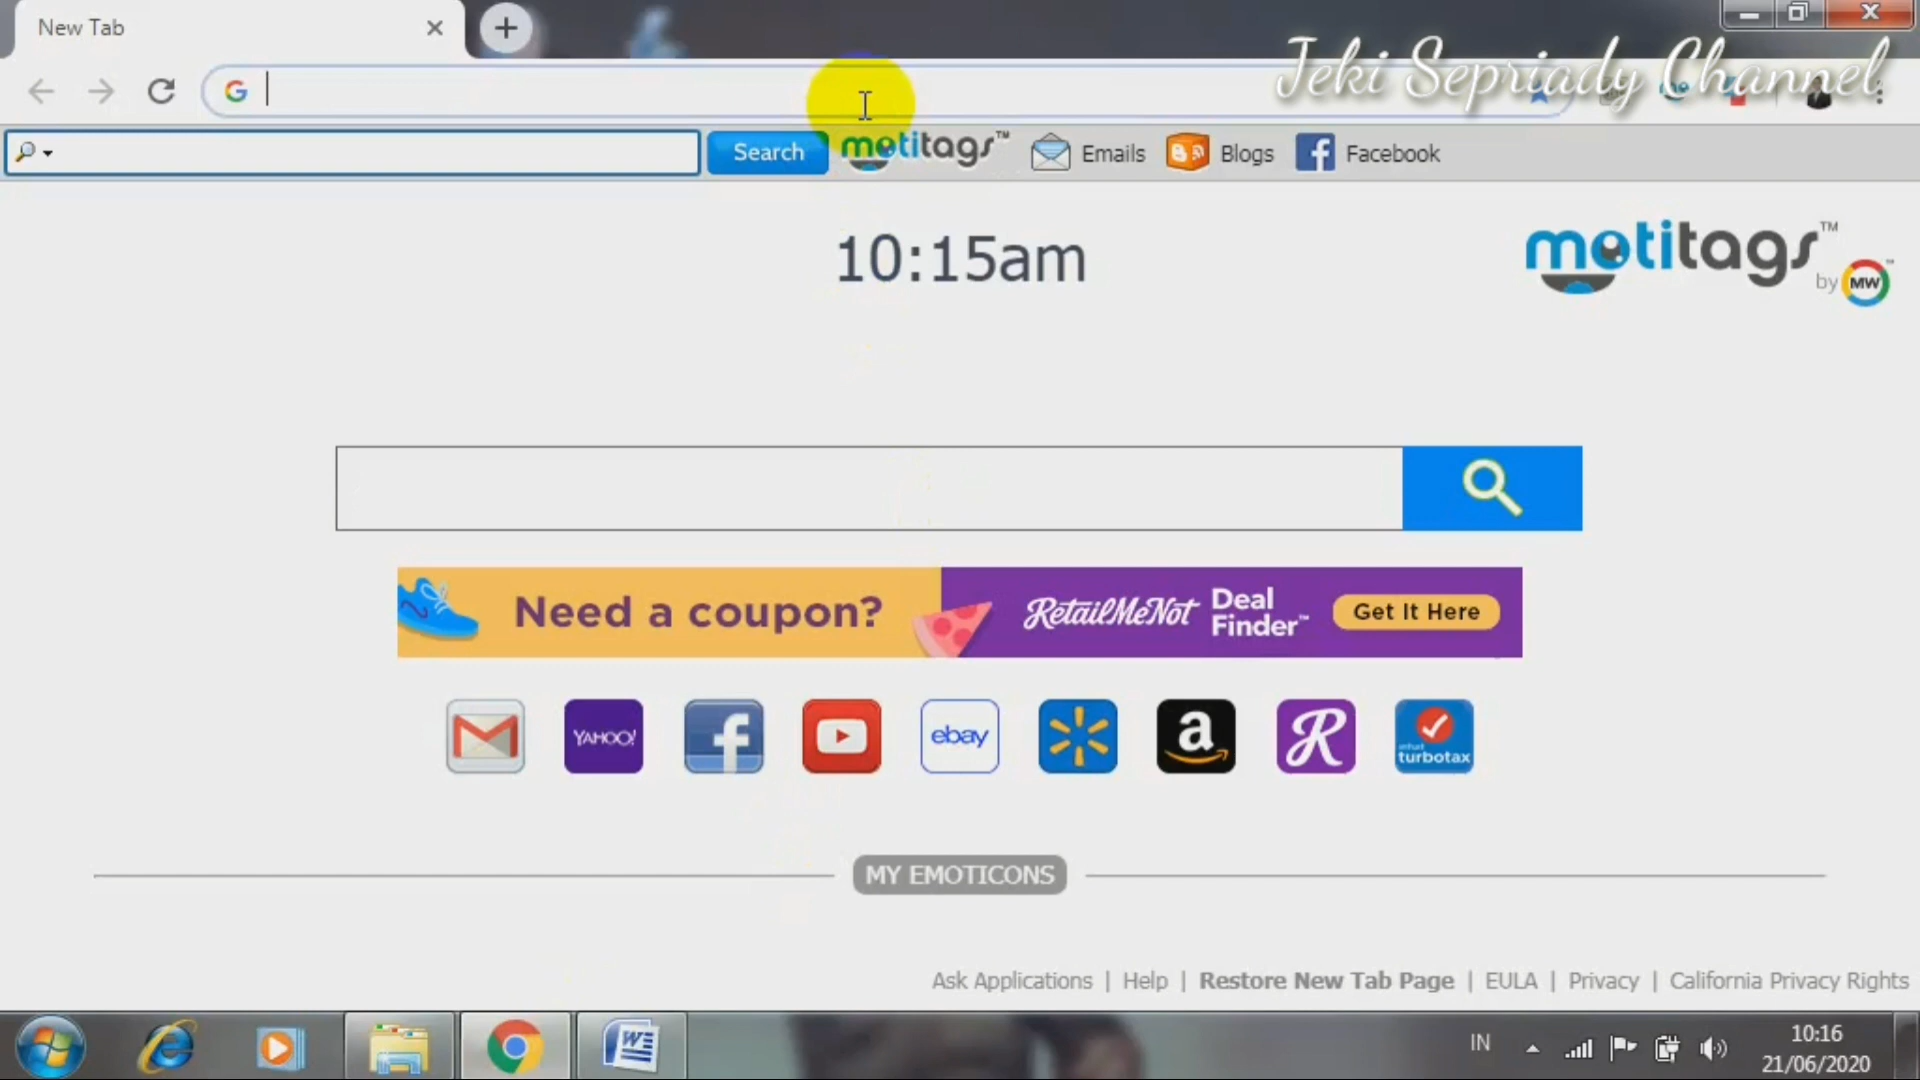 New Tab
Jeki Sepriady Channel
Search
motitags™
Emails
Blogs
Facebook
10:15am
motitags™
by MW™
Need a coupon?
RetailMeNot Deal Finder™
Get It Here
YAHOO!
ebay
intuit turbotax
MY EMOTICONS
Ask Applications | Help | Restore New Tab Page | EULA | Privacy | California Privacy Rights
IN
10:16
21/06/2020